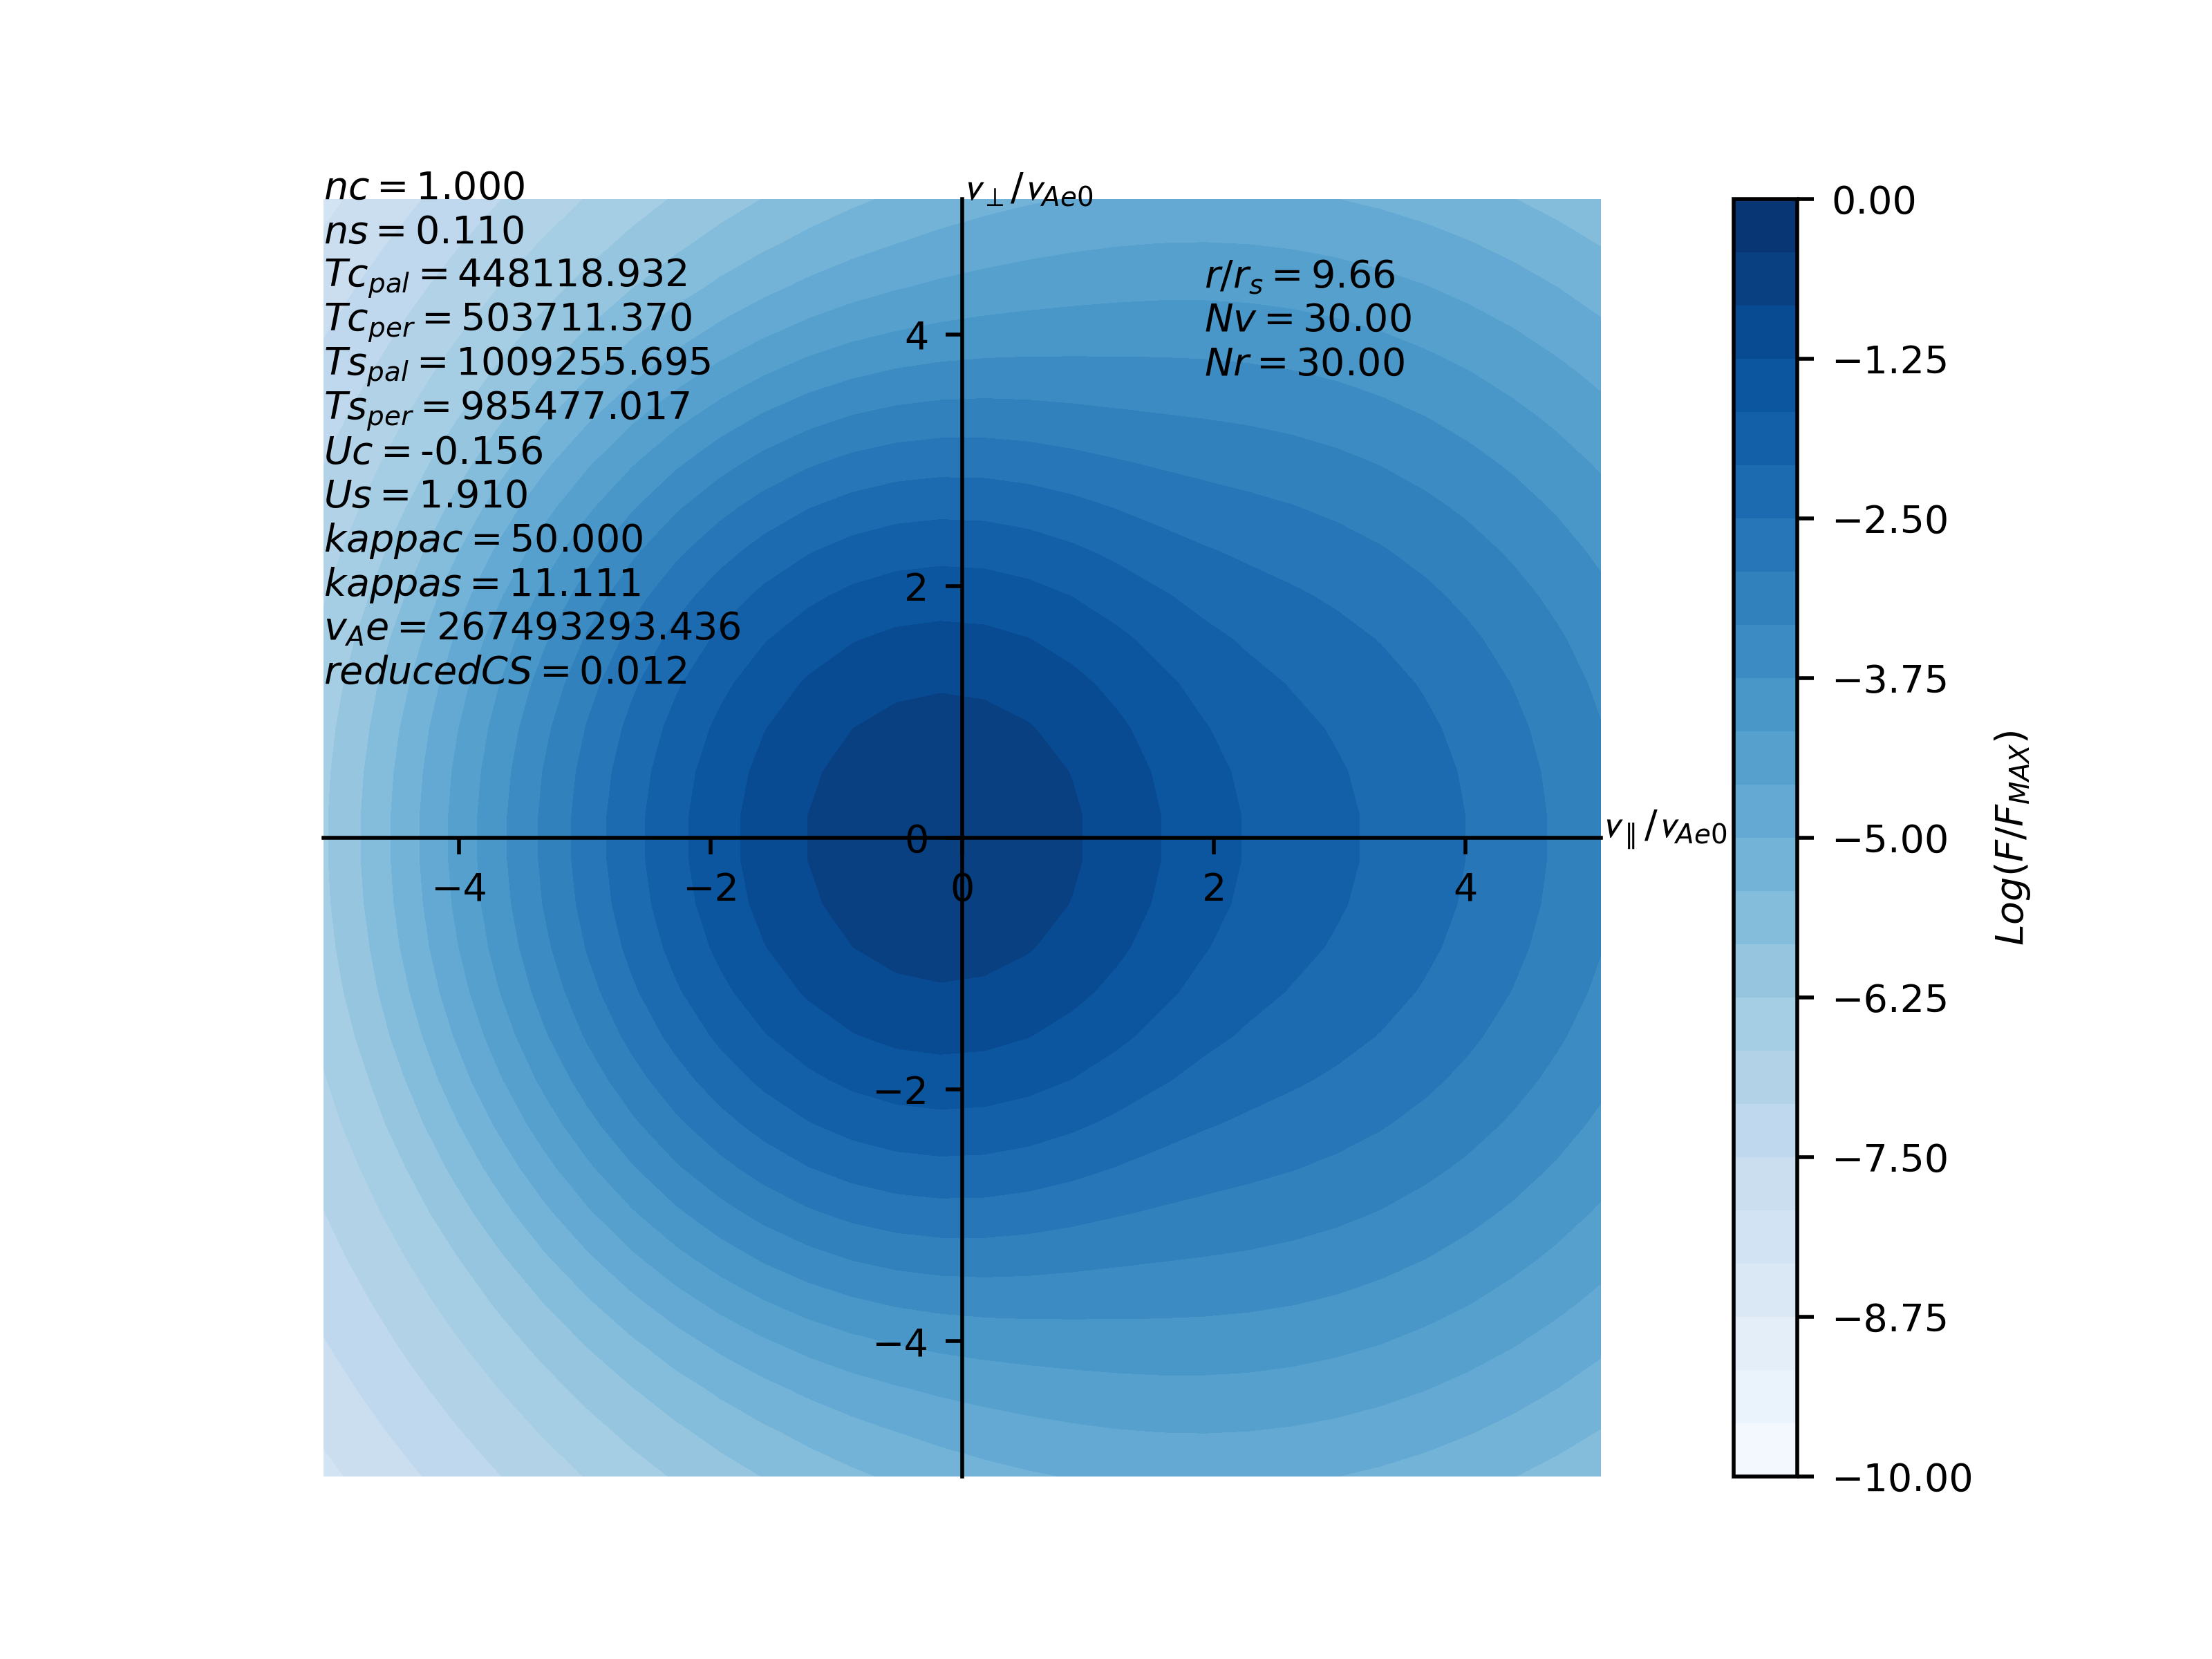 nc = 1.000
ns = 0.110
Tc_pal = 448118.932
Tc_per = 503711.370
Ts_pal = 1009255.695
Ts_per = 985477.017
Uc = -0.156
Us = 1.910
kappac = 50.000
kappas = 11.111
v_Ae = 267493293.436
reducedCS = 0.012
v⊥/v_Ae0
r/r_s = 9.66
Nv = 30.00
Nr = 30.00
4
2
0
−2
−4
−4
−2
0
2
4
v∥/v_Ae0
0.00
−1.25
−2.50
−3.75
−5.00
−6.25
−7.50
−8.75
−10.00
Log(F/F_MAX)